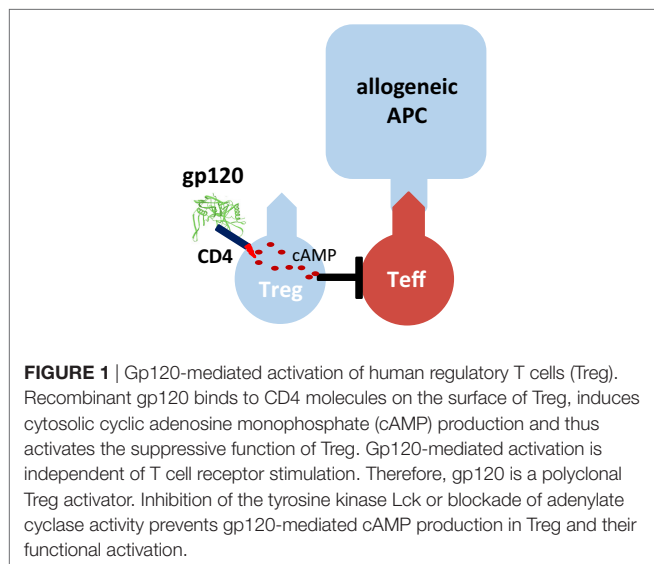 allogeneic
APC
gp120
CD4
cAMP
Treg
Teff
FIGURE 1 | Gp120-mediated activation of human regulatory T cells (Treg).
Recombinant gp120 binds to CD4 molecules on the surface of Treg, induces
cytosolic cyclic adenosine monophosphate (cAMP) production and thus
activates the suppressive function of Treg. Gp120-mediated activation is
independent of T cell receptor stimulation. Therefore, gp120 is a polyclonal
Treg activator. Inhibition of the tyrosine kinase Lck or blockade of adenylate
cyclase activity prevents gp120-mediated cAMP production in Treg and their
functional activation.